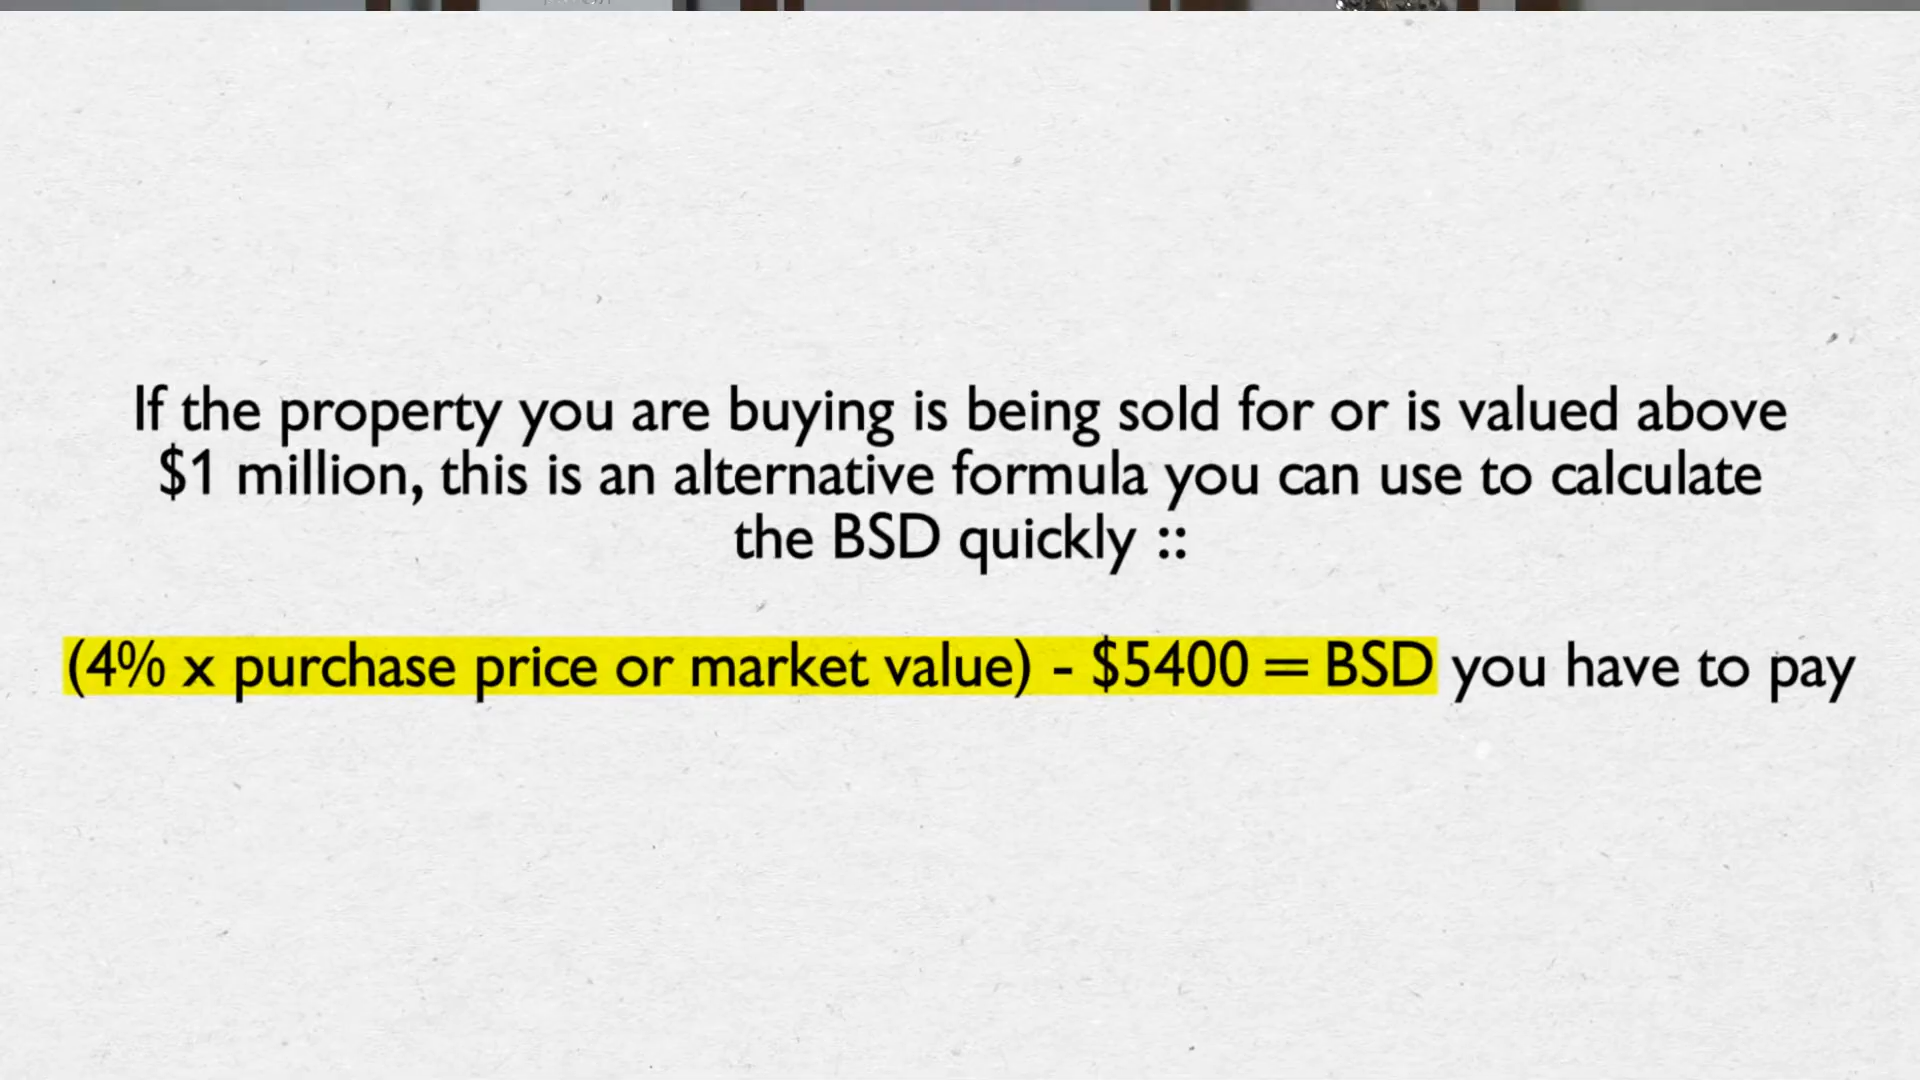 If the property you are buying is being sold for or is valued above
$1 million, this is an alternative formula you can use to calculate
the BSD quickly ::
(4% x purchase price or market value) - $5400 = BSD you have to pay